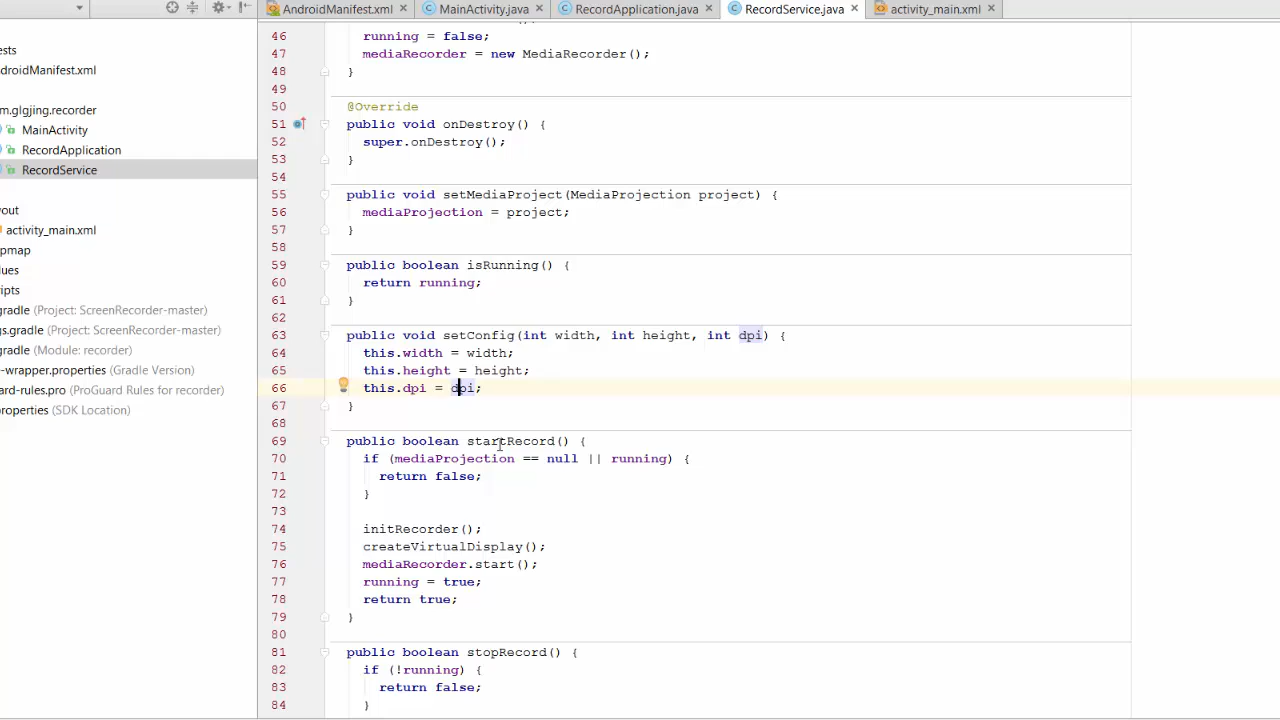 AndroidManifest.xml
MainActivity.java
RecordApplication.java
RecordService.java
activity_main.xml
ests
droidManifest.xml
m.glgjing.recorder
MainActivity
RecordApplication
RecordService
yout
activity_main.xml
pmap
ues
ripts
gradle (Project: ScreenRecorder-master)
gs.gradle (Project: ScreenRecorder-master)
gradle (Module: recorder)
-wrapper.properties (Gradle Version)
ard-rules.pro (ProGuard Rules for recorder)
properties (SDK Location)
46 running = false;
47 mediaRecorder = new MediaRecorder();
48 }
49
50 @Override
51 public void onDestroy() {
52 super.onDestroy();
53 }
54
55 public void setMediaProject(MediaProjection project) {
56 mediaProjection = project;
57 }
58
59 public boolean isRunning() {
60 return running;
61 }
62
63 public void setConfig(int width, int height, int dpi) {
64 this.width = width;
65 this.height = height;
66 this.dpi = dpi;
67 }
68
69 public boolean startRecord() {
70 if (mediaProjection == null || running) {
71 return false;
72 }
73
74 initRecorder();
75 createVirtualDisplay();
76 mediaRecorder.start();
77 running = true;
78 return true;
79 }
80
81 public boolean stopRecord() {
82 if (!running) {
83 return false;
84 }